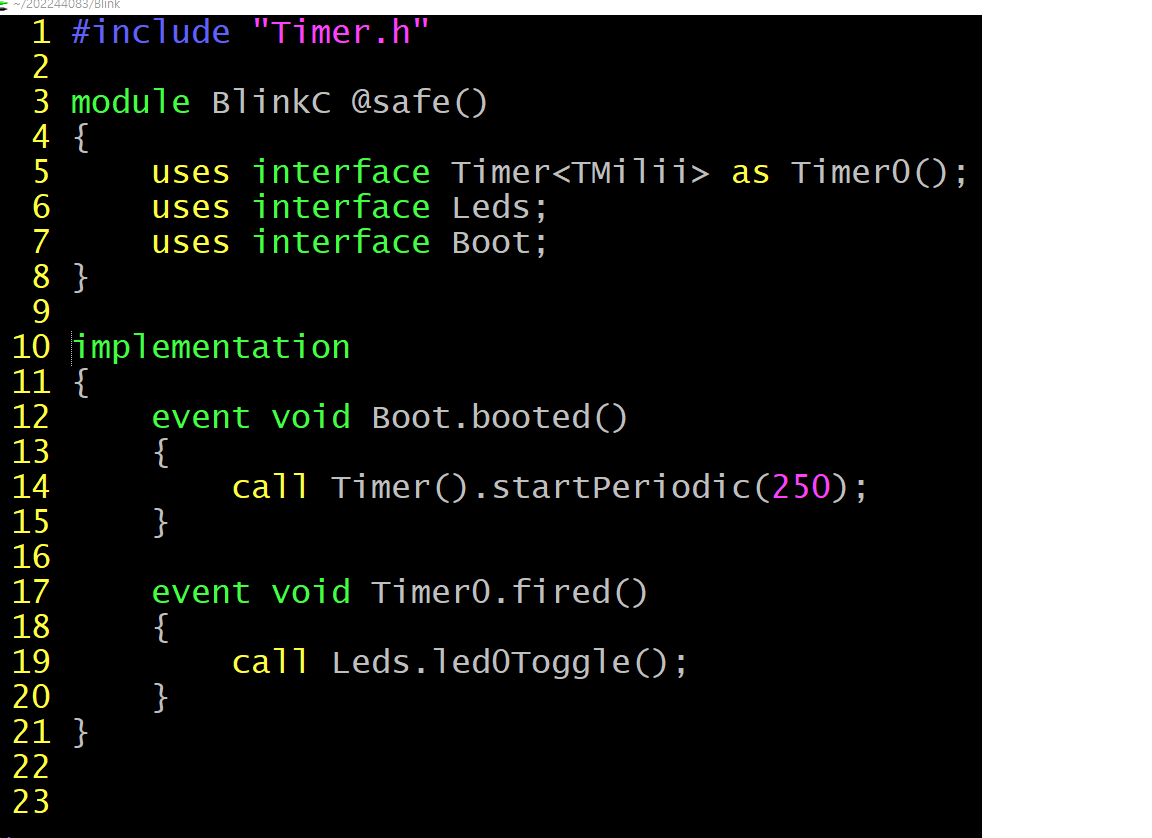 ~/202244083/Blink
1 #include "Timer.h"
2
3 module BlinkC @safe()
4 {
5 uses interface Timer<TMilii> as Timer0();
6 uses interface Leds;
7 uses interface Boot;
8 }
9
10 implementation
11 {
12 event void Boot.booted()
13 {
14 call Timer().startPeriodic(250);
15 }
16
17 event void Timer0.fired()
18 {
19 call Leds.led0Toggle();
20 }
21 }
22
23